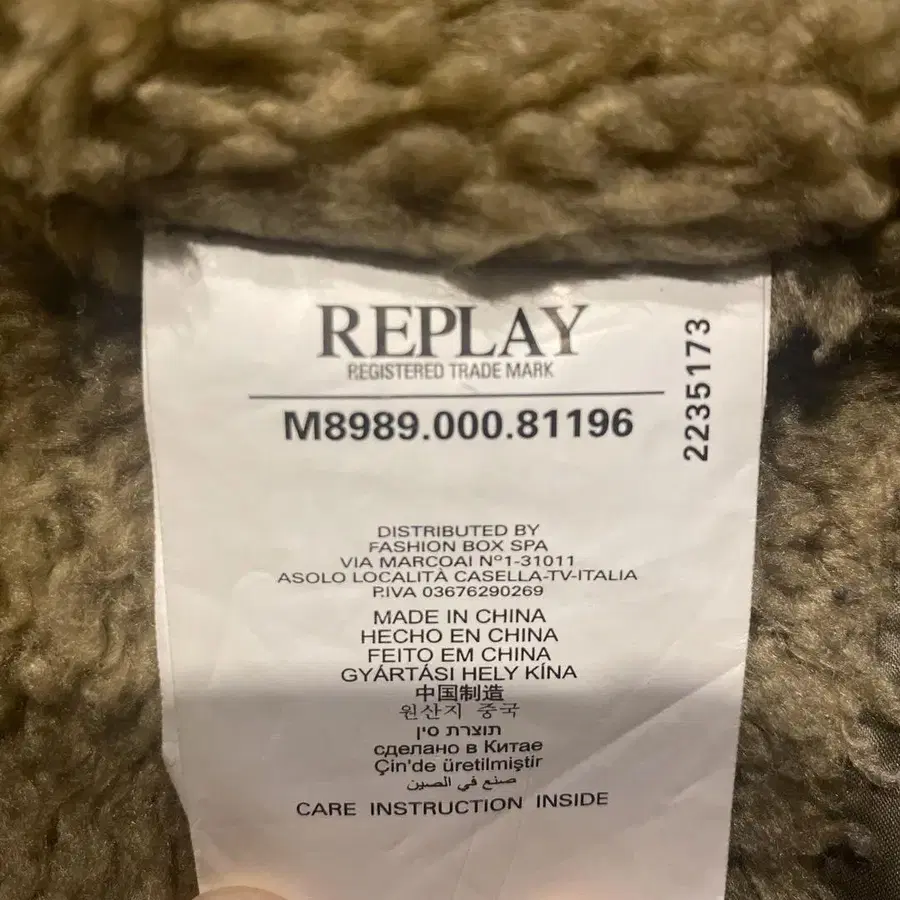 REPLAY
REGISTERED TRADE MARK
M8989.000.81196
2235173
DISTRIBUTED BY
FASHION BOX SPA
VIA MARCOAI Nº1-31011
ASOLO LOCALITÀ CASELLA-TV-ITALIA
P.IVA 03676290269
MADE IN CHINA
HECHO EN CHINA
FEITO EM CHINA
GYÁRTÁSI HELY KÍNA
中国制造
원산지 중국
תוצרת סין
сделано в Китае
Çin'de üretilmiştir
صنع في الصين
CARE INSTRUCTION INSIDE